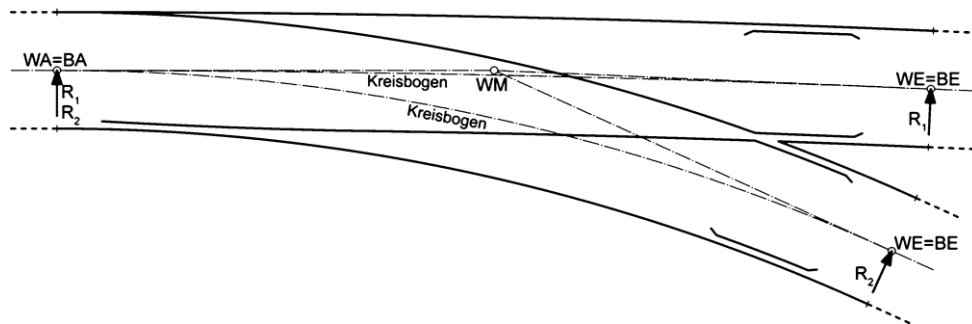 WA=BA
R₁
R₂
Kreisbogen
WM
Kreisbogen
WE=BE
R₁
WE=BE
R₂